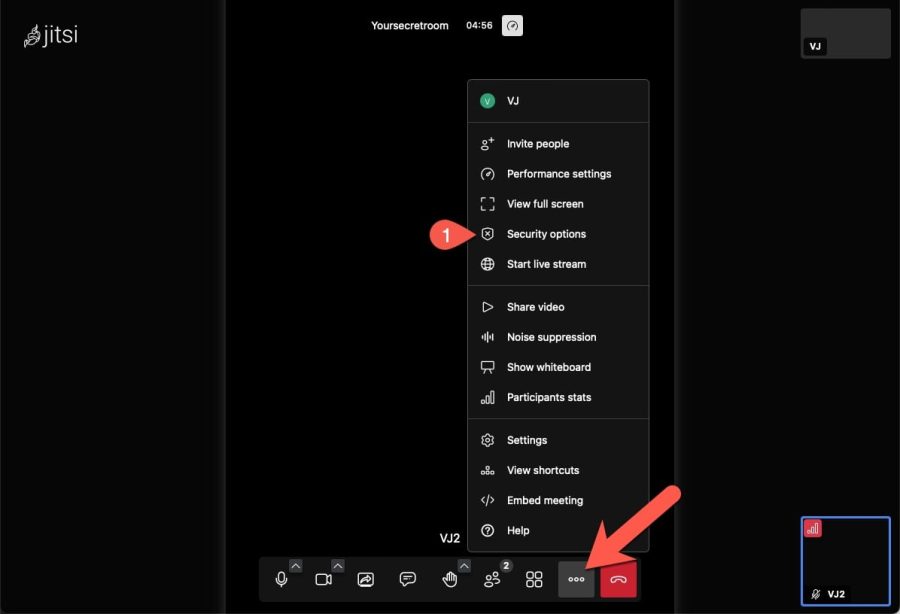 jitsi
Yoursecretroom 04:56
VJ
V VJ
Invite people
Performance settings
View full screen
1 Security options
Start live stream
Share video
Noise suppression
Show whiteboard
Participants stats
Settings
View shortcuts
Embed meeting
Help
VJ2
2
VJ2